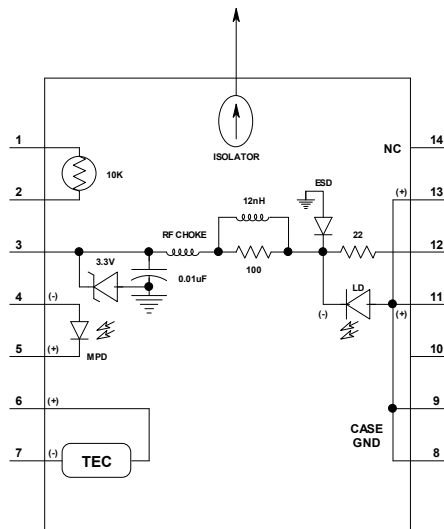 ISOLATOR
1
10K
2
NC
14
(+)
13
12nH
ESD
3
RF CHOKE
100
22
12
3.3V
0.01uF
4
(-)
LD
(-)
(+)
11
5
(+)
MPD
10
6
(+)
9
CASE
GND
7
(-)
TEC
8